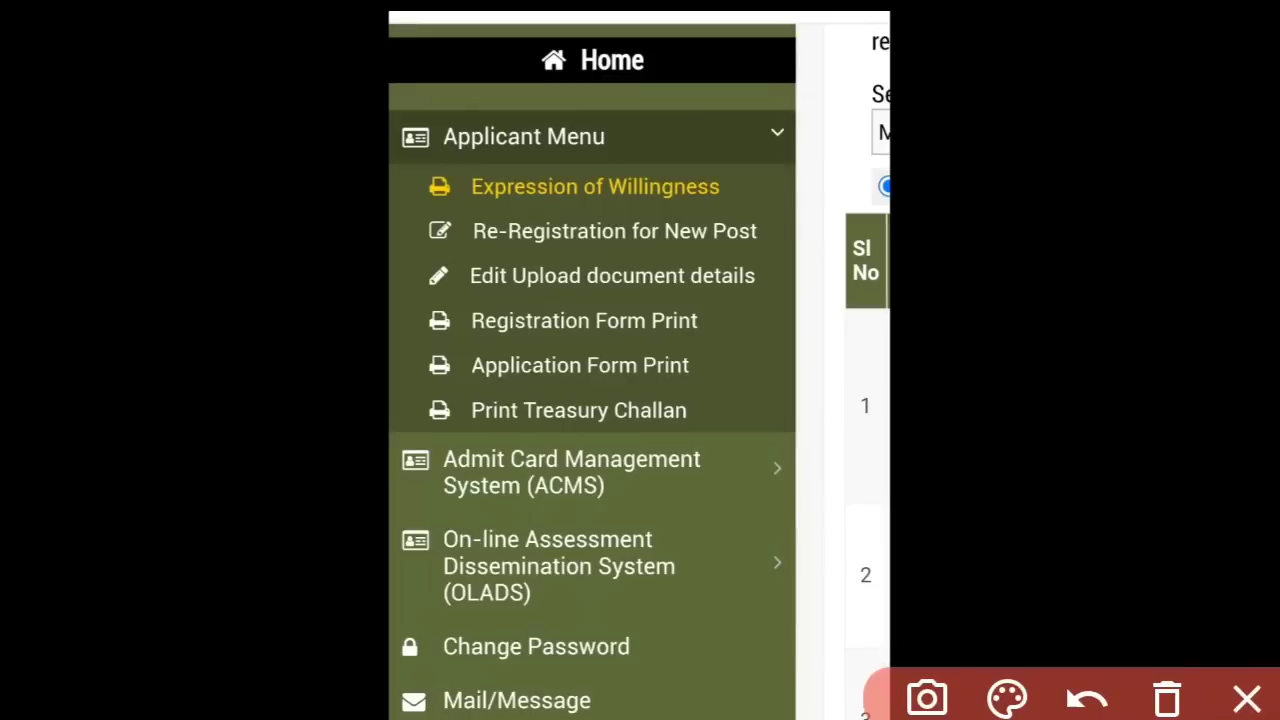 Home
Applicant Menu
Expression of Willingness
Re-Registration for New Post
Edit Upload document details
Registration Form Print
Application Form Print
Print Treasury Challan
Admit Card Management
System (ACMS)
On-line Assessment
Dissemination System
(OLADS)
Change Password
Mail/Message
re
Se
M
Sl
No
1
2